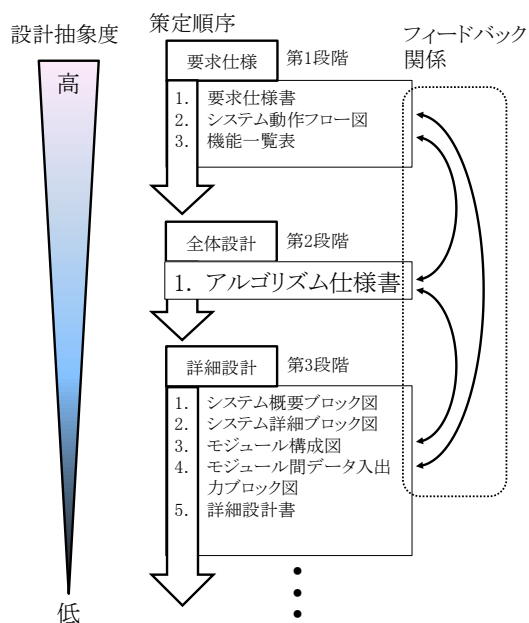 設計抽象度
高
低
策定順序
要求仕様
第1段階
1. 要求仕様書
2. システム動作フロー図
3. 機能一覧表
全体設計
第2段階
1. アルゴリズム仕様書
詳細設計
第3段階
1. システム概要ブロック図
2. システム詳細ブロック図
3. モジュール構成図
4. モジュール間データ入出
力ブロック図
5. 詳細設計書
フィードバック
関係